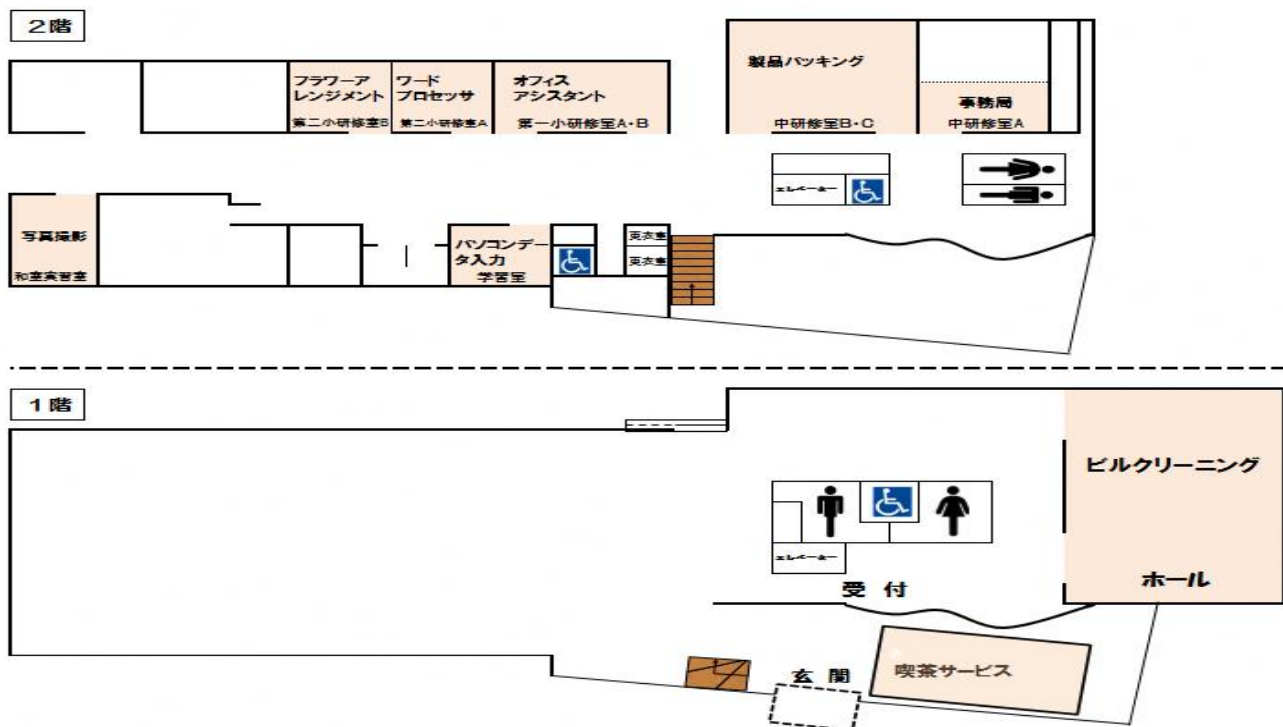 2階
フラワーア
レンジメント
第二小研修室B
ワード
プロセッサ
第二小研修室A
オフィス
アシスタント
第一小研修室A・B
製品パッキング
中研修室B・C
事務局
中研修室A
エレベーター
写真撮影
和室実習室
パソコンデー
タ入力
学習室
更衣室
更衣室
1階
ビルクリーニング
ホール
エレベーター
受付
玄関
喫茶サービス